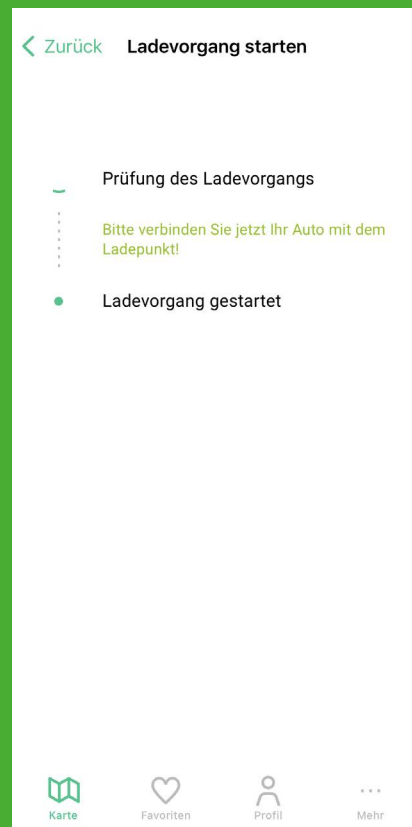 Zurück Ladevorgang starten
Prüfung des Ladevorgangs
Bitte verbinden Sie jetzt Ihr Auto mit dem
Ladepunkt!
Ladevorgang gestartet
Karte Favoriten Profil Mehr